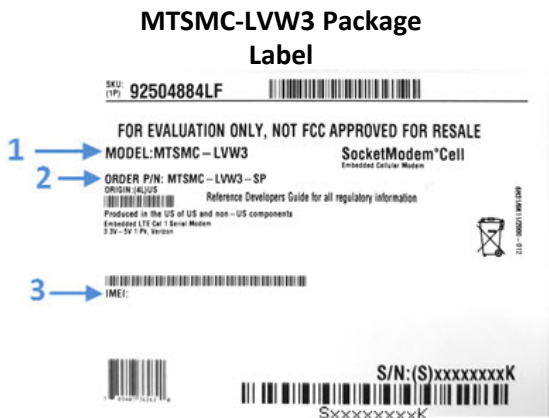 MTSMC-LVW3 Package
Label
SKU:
(1P) 92504884LF
FOR EVALUATION ONLY, NOT FCC APPROVED FOR RESALE
1
MODEL:MTSMC-LVW3
SocketModem®Cell
Embedded Cellular Modem
2
ORDER P/N: MTSMC-LVW3-SP
ORIGIN:(4L)US
Reference Developers Guide for all regulatory information
Produced in the US of US and non-US components
Embedded LTE Cat 1 Serial Modem
3.3V-5V 1 Pk, Verizon
3
IMEI:
S/N:(S)xxxxxxxxK
SxxxxxxxxK